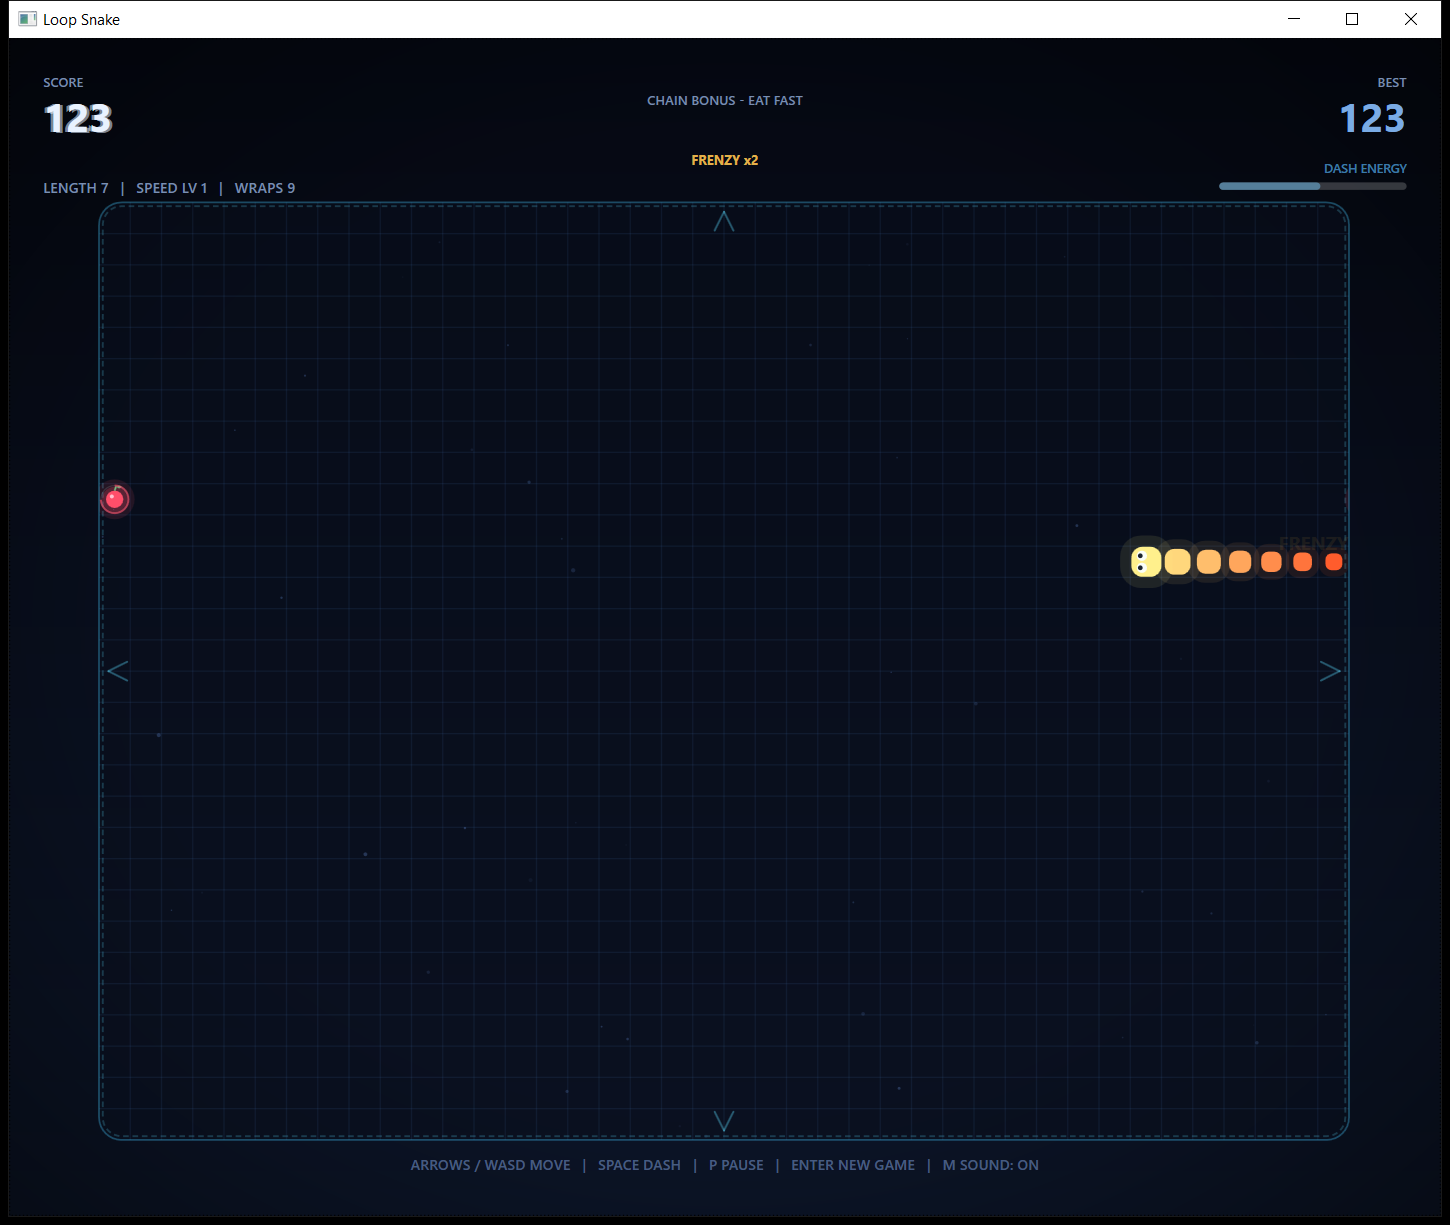 Loop Snake
SCORE
123
CHAIN BONUS - EAT FAST
BEST
123
FRENZY x2
DASH ENERGY
LENGTH 7 | SPEED LV 1 | WRAPS 9
FRENZY
ARROWS / WASD MOVE | SPACE DASH | P PAUSE | ENTER NEW GAME | M SOUND: ON